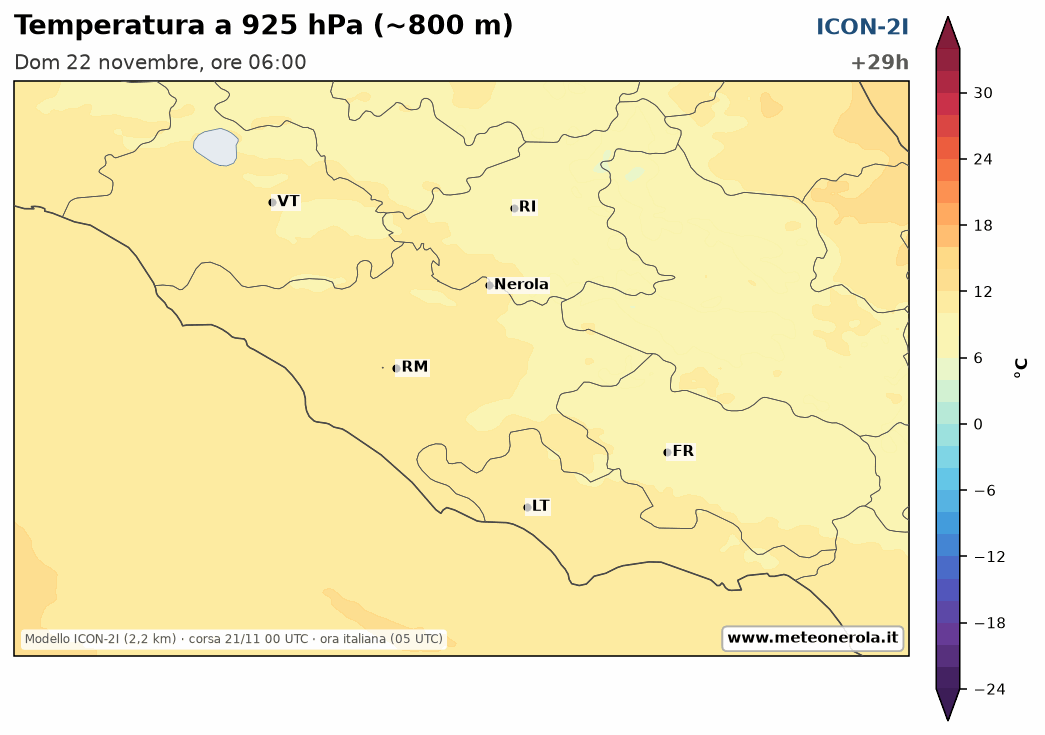 Temperatura a 925 hPa (~800 m)
ICON-2I
Dom 22 novembre, ore 06:00
+29h
VT
RI
Nerola
RM
FR
LT
Modello ICON-2I (2,2 km) · corsa 21/11 00 UTC · ora italiana (05 UTC)
www.meteonerola.it
30
24
18
12
6
0
−6
−12
−18
−24
°C